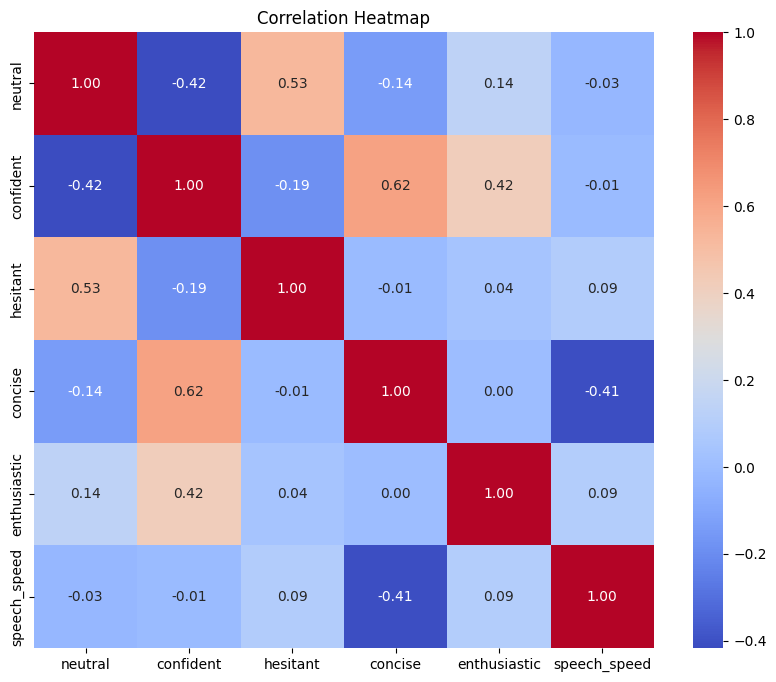 Correlation Heatmap
neutral 1.00 -0.42 0.53 -0.14 0.14 -0.03
confident -0.42 1.00 -0.19 0.62 0.42 -0.01
hesitant 0.53 -0.19 1.00 -0.01 0.04 0.09
concise -0.14 0.62 -0.01 1.00 0.00 -0.41
enthusiastic 0.14 0.42 0.04 0.00 1.00 0.09
speech_speed -0.03 -0.01 0.09 -0.41 0.09 1.00
neutral confident hesitant concise enthusiastic speech_speed
1.0
0.8
0.6
0.4
0.2
0.0
−0.2
−0.4